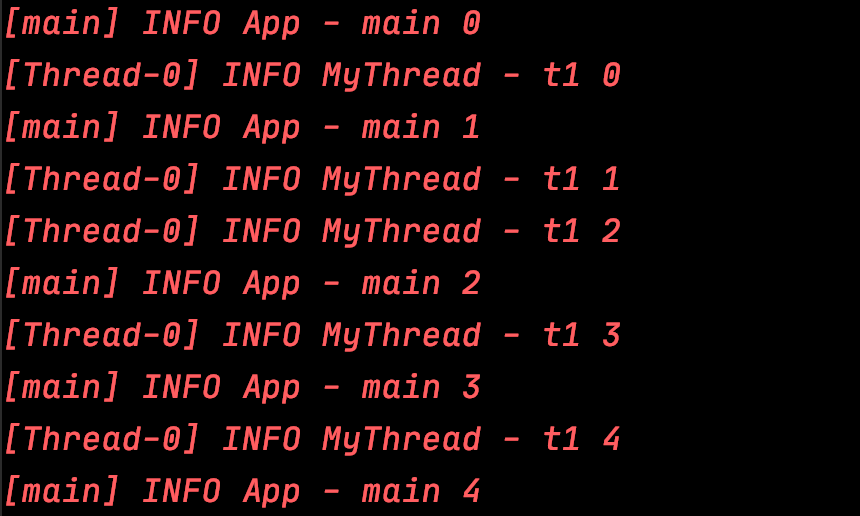 [main] INFO App - main 0
[Thread-0] INFO MyThread - t1 0
[main] INFO App - main 1
[Thread-0] INFO MyThread - t1 1
[Thread-0] INFO MyThread - t1 2
[main] INFO App - main 2
[Thread-0] INFO MyThread - t1 3
[main] INFO App - main 3
[Thread-0] INFO MyThread - t1 4
[main] INFO App - main 4